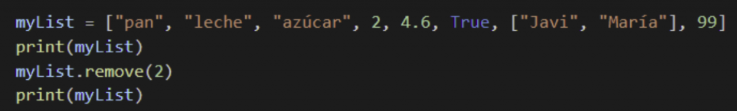 myList = ["pan", "leche", "azúcar", 2, 4.6, True, ["Javi", "María"], 99]
print(myList)
myList.remove(2)
print(myList)